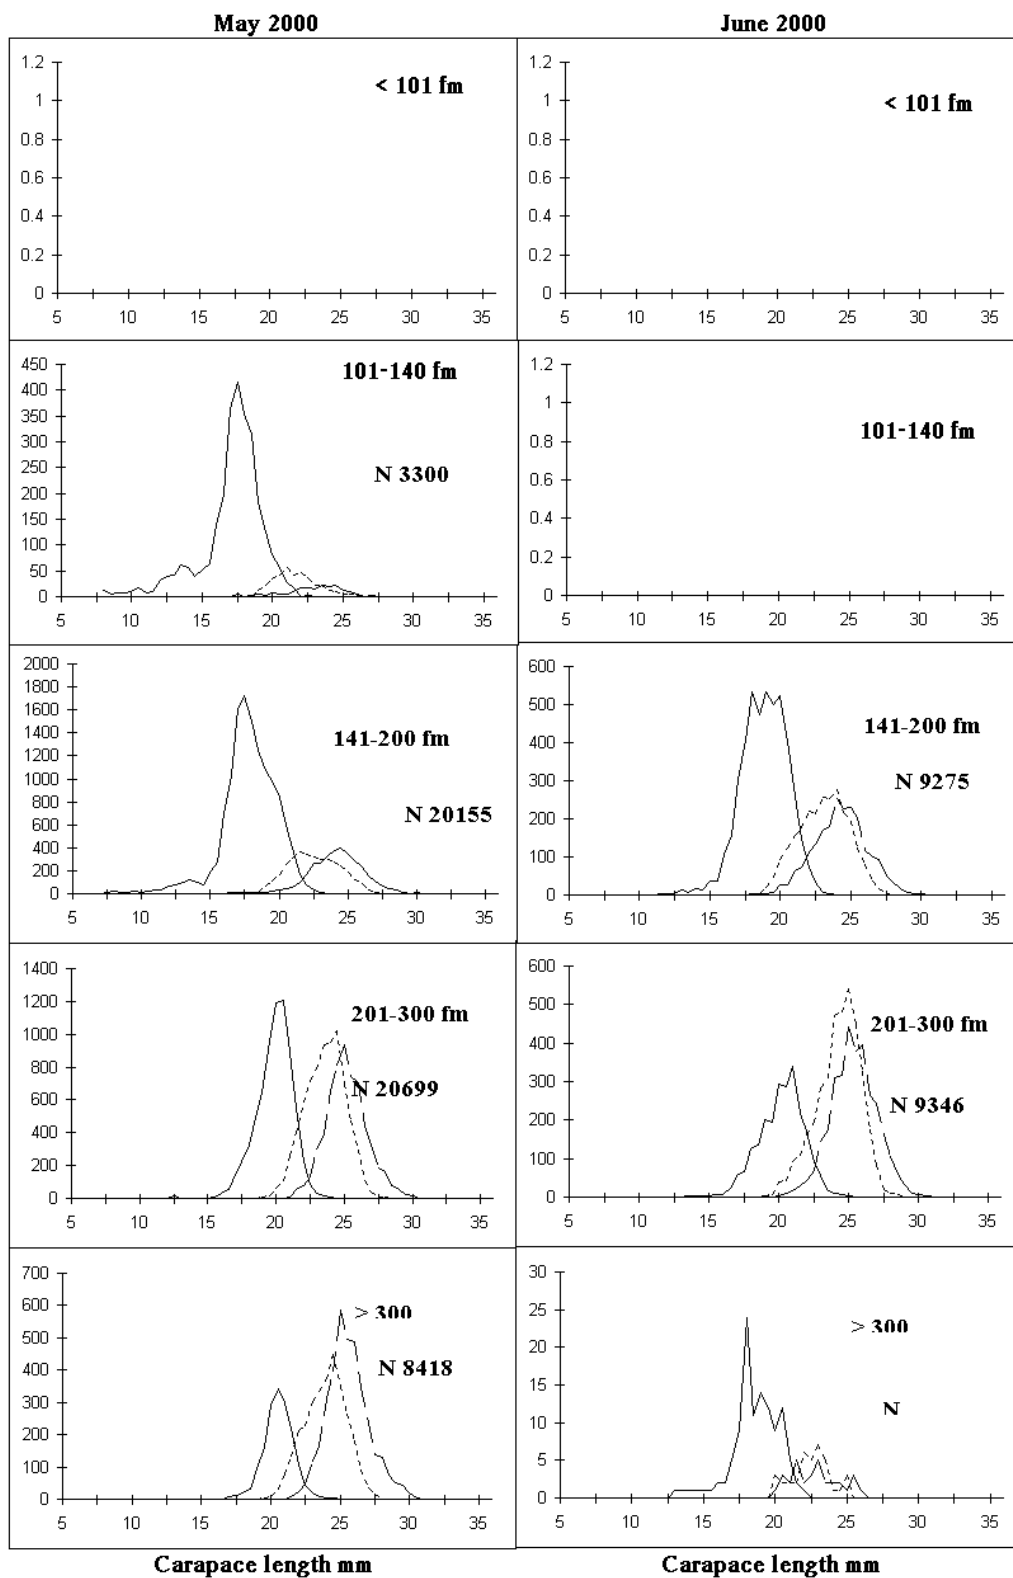 May 2000
June 2000
1.2
1
0.8
0.6
0.4
0.2
0
< 101 fm
5 10 15 20 25 30 35
1.2
1
0.8
0.6
0.4
0.2
0
< 101 fm
5 10 15 20 25 30 35
450
400
350
300
250
200
150
100
50
0
101-140 fm
N 3300
5 10 15 20 25 30 35
1.2
1
0.8
0.6
0.4
0.2
0
101-140 fm
5 10 15 20 25 30 35
2000
1800
1600
1400
1200
1000
800
600
400
200
0
141-200 fm
N 20155
5 10 15 20 25 30 35
600
500
400
300
200
100
0
141-200 fm
N 9275
5 10 15 20 25 30 35
1400
1200
1000
800
600
400
200
0
201-300 fm
N 20699
5 10 15 20 25 30 35
600
500
400
300
200
100
0
201-300 fm
N 9346
5 10 15 20 25 30 35
700
600
500
400
300
200
100
0
> 300
N 8418
5 10 15 20 25 30 35
30
25
20
15
10
5
0
> 300
N
5 10 15 20 25 30 35
Carapace length mm
Carapace length mm